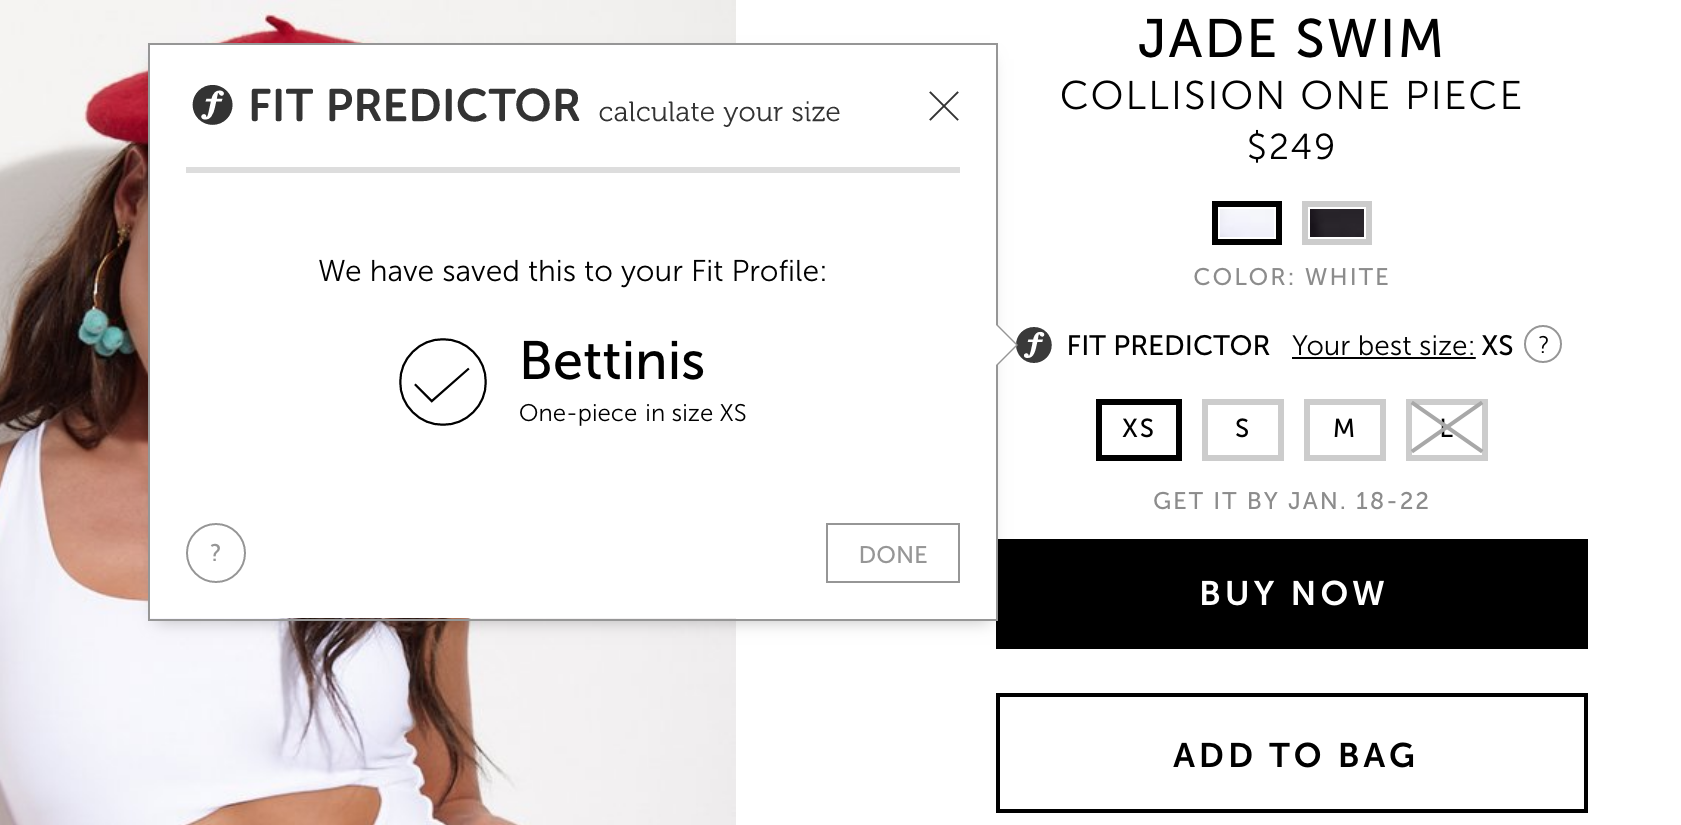 FIT PREDICTOR calculate your size
We have saved this to your Fit Profile:
Bettinis
One-piece in size XS
?
DONE
JADE SWIM
COLLISION ONE PIECE
$249
COLOR: WHITE
FIT PREDICTOR Your best size: XS ?
XS S M L
GET IT BY JAN. 18-22
BUY NOW
ADD TO BAG